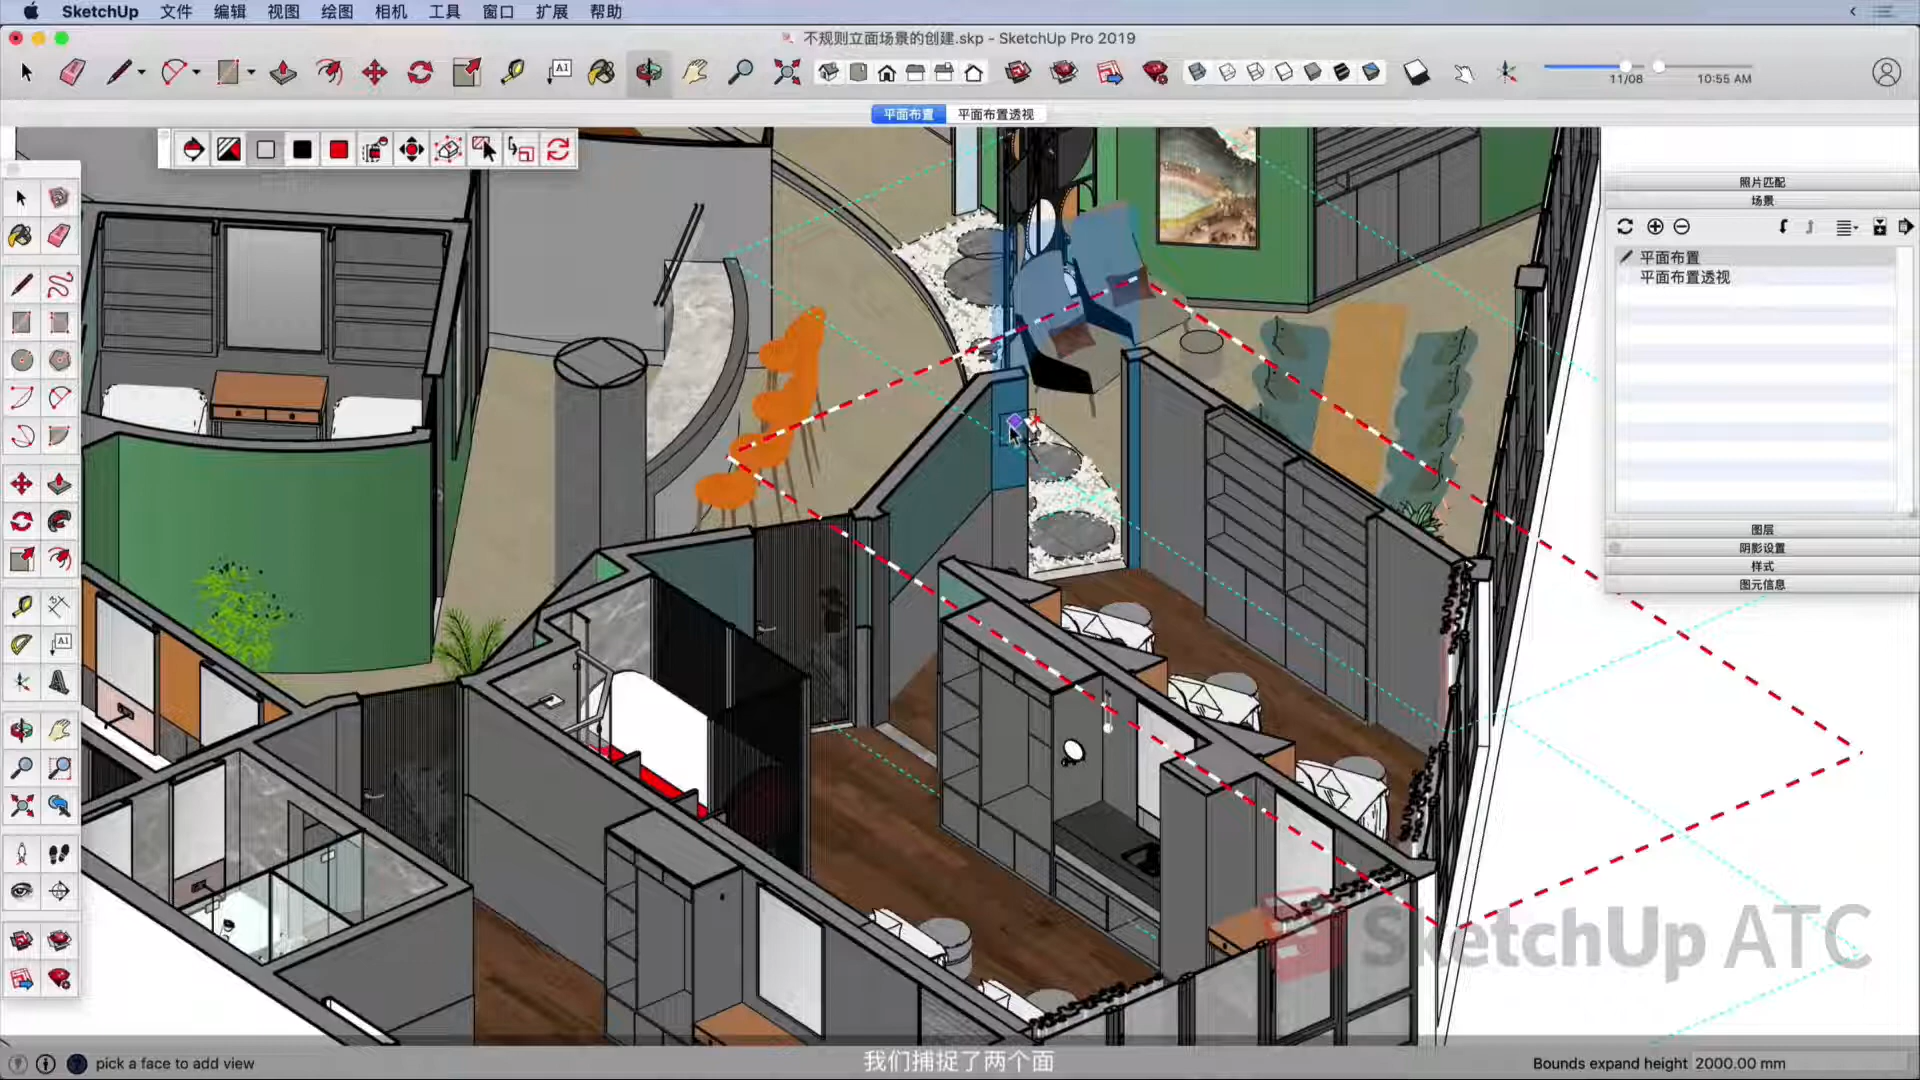 SketchUp 文件 编辑 视图 绘图 相机 工具 窗口 扩展 帮助
不规则立面场景的创建.skp - SketchUp Pro 2019
A1
11/08 10:55 AM
平面布置 平面布置透视
照片匹配
场景
平面布置
平面布置透视
图层
阴影设置
样式
图元信息
A1
SketchUp ATC
pick a face to add view
我们捕捉了两个面
Bounds expand height 2000.00 mm